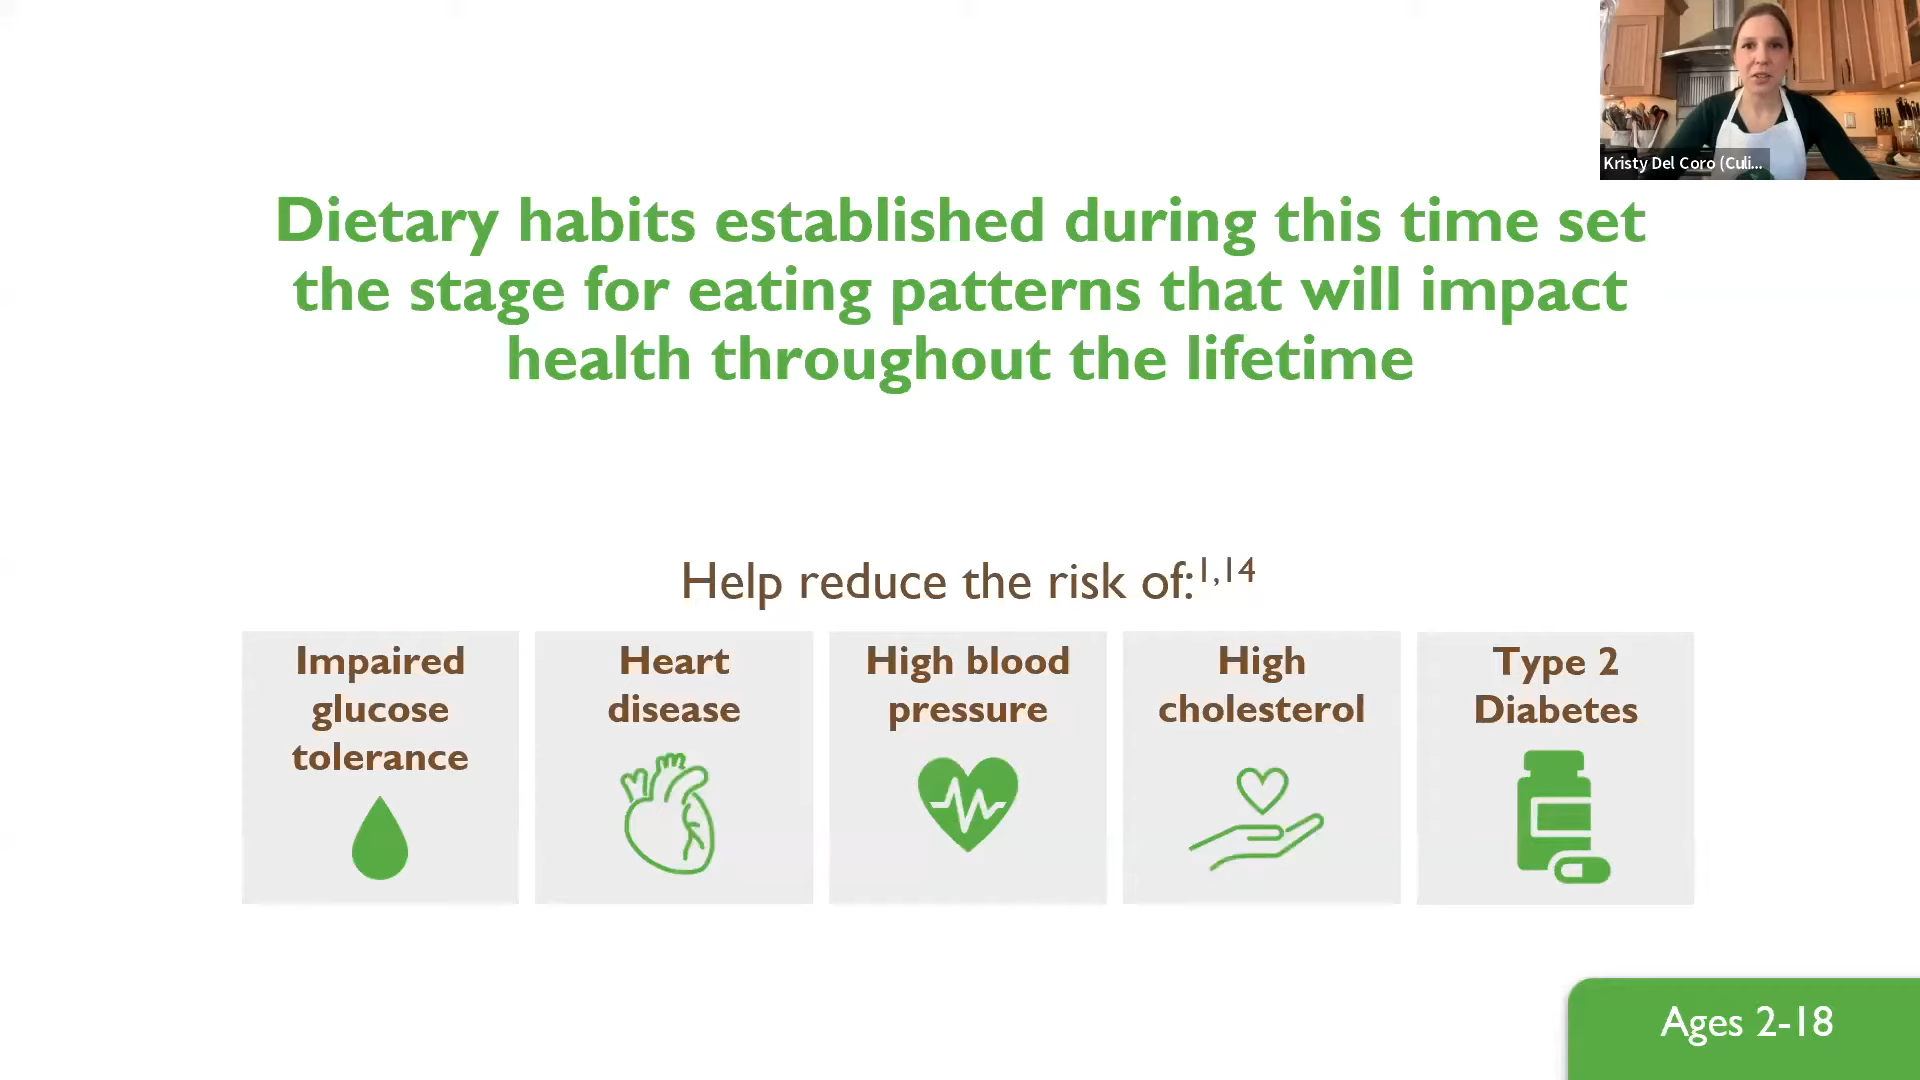 Kristy Del Coro (Culi...
Dietary habits established during this time set
the stage for eating patterns that will impact
health throughout the lifetime
Help reduce the risk of:1,14
Impaired
glucose
tolerance
Heart
disease
High blood
pressure
High
cholesterol
Type 2
Diabetes
Ages 2-18